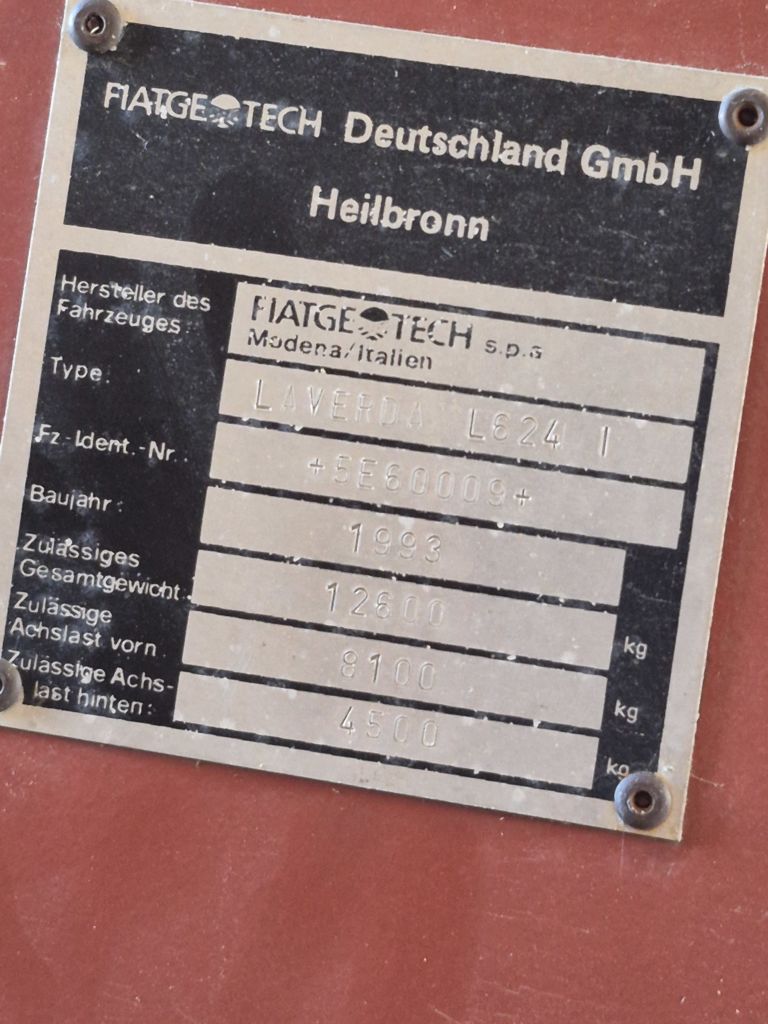 FIATGEOTECH Deutschland GmbH
Heilbronn
Hersteller des
Fahrzeuges:
FIATGEOTECH s.p.a
Modena/Italien
Type:
LAVERDA L624 I
Fz.-Ident.-Nr.:
+5E60009+
Baujahr:
1993
Zulässiges
Gesamtgewicht:
12600 kg
Zulässige
Achslast vorn:
8100 kg
Zulässige Achs-
last hinten:
4500 kg